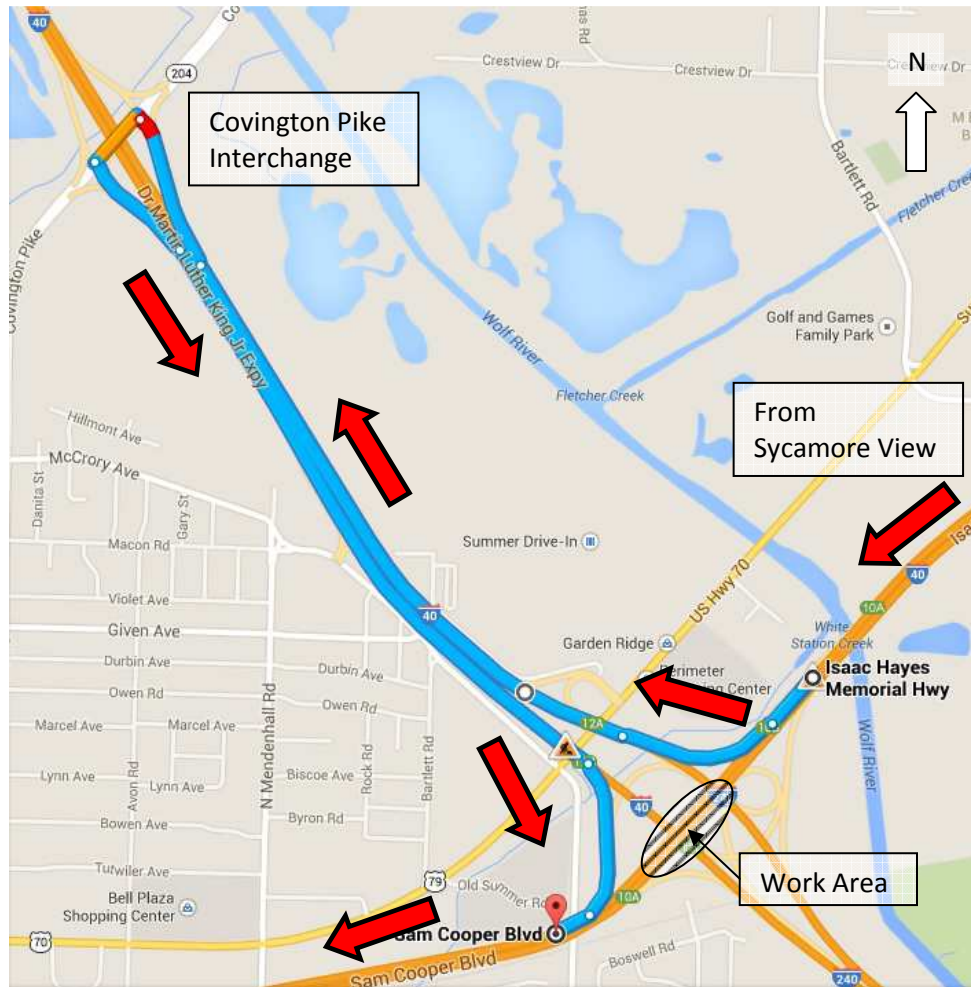 40
Co
204
Crestview Dr
Crestview Dr
N
Bartlett Rd
Covington Pike
Interchange
Fletcher Creek
Covington Pike
Dr Martin Luther King Jr Expy
Wolf River
Golf and Games
Family Park
Fletcher Creek
From
Sycamore View
Hillmont Ave
McCrory Ave
Danita St
Gary St
Macon Rd
Summer Drive-In
US Hwy 70
40
10A
Violet Ave
40
White
Station Creek
Given Ave
Garden Ridge
Isaac Hayes
Memorial Hwy
Durbin Ave
Durbin Ave
Owen Rd
Owen Rd
Marcel Ave
Marcel Ave
12A
Lynn Ave
Lynn Ave
Avon Rd
N Mendenhall Rd
Biscoe Ave
Rock Rd
Bartlett Rd
Wolf River
Bowen Ave
Byron Rd
40
Tutwiler Ave
79
Old Summer Rd
10A
Work Area
Bell Plaza
Shopping Center
70
Sam Cooper Blvd
Sam Cooper Blvd
Boswell Rd
240